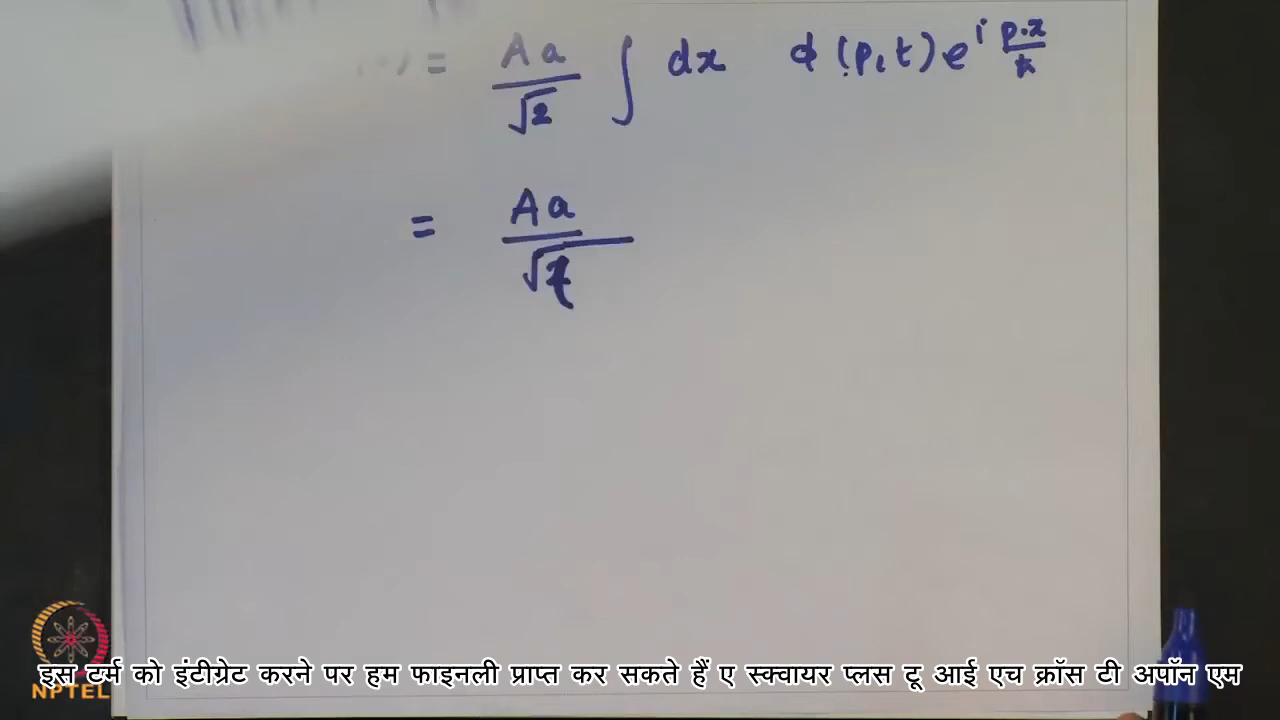 = Aa/√2 ∫ dx ϕ(p,t) e^{i p·x/ħ}
= Aa/√2
इस टर्म को इंटीग्रेट करने पर हम फाइनली प्राप्त कर सकते हैं ए स्क्वायर प्लस टू आई एच क्रॉस टी अपॉन एम
NPTEL